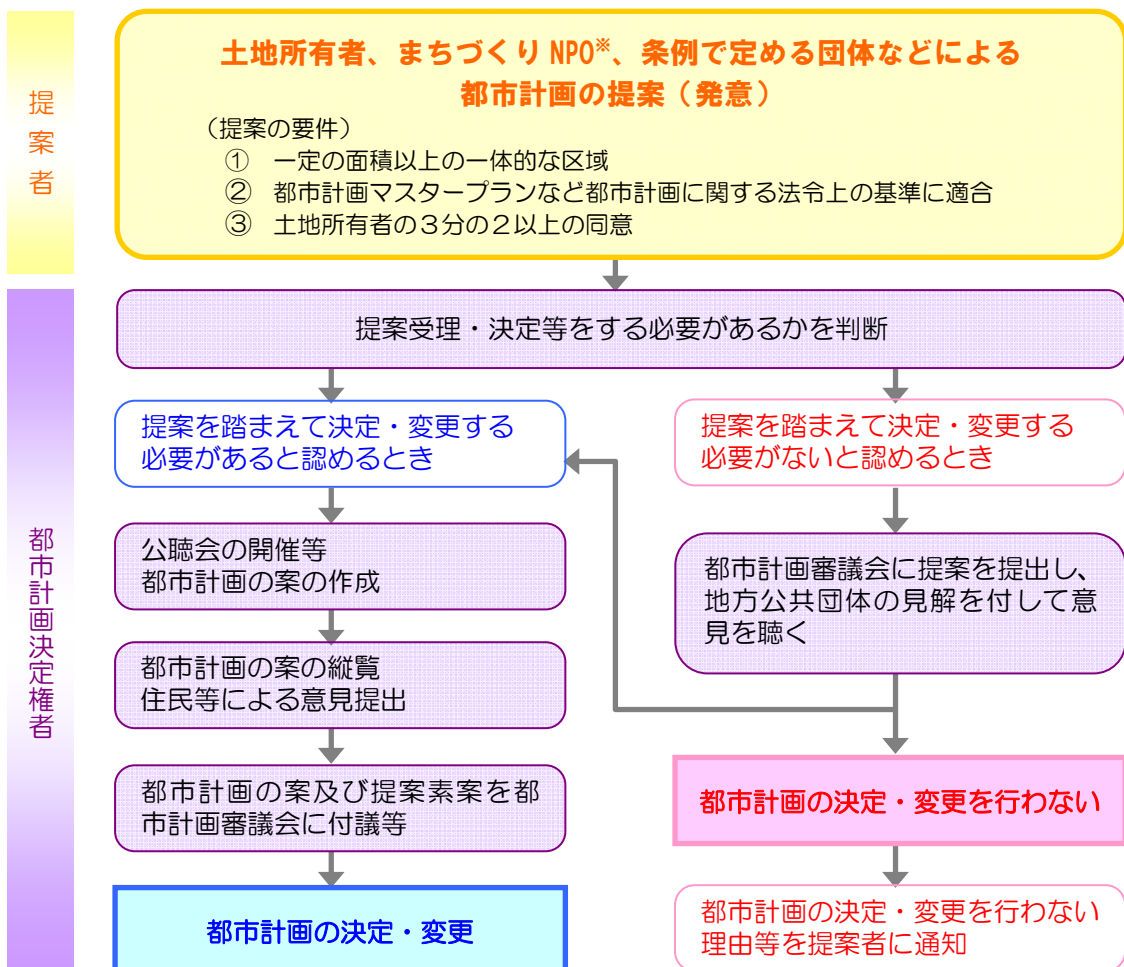 提案者
土地所有者、まちづくりNPO※、条例で定める団体などによる
都市計画の提案（発意）
（提案の要件）
① 一定の面積以上の一体的な区域
② 都市計画マスタープランなど都市計画に関する法令上の基準に適合
③ 土地所有者の３分の２以上の同意
都市計画決定権者
提案受理・決定等をする必要があるかを判断
提案を踏まえて決定・変更する
必要があると認めるとき
公聴会の開催等
都市計画の案の作成
都市計画の案の縦覧
住民等による意見提出
都市計画の案及び提案素案を都
市計画審議会に付議等
都市計画の決定・変更
提案を踏まえて決定・変更する
必要がないと認めるとき
都市計画審議会に提案を提出し、
地方公共団体の見解を付して意
見を聴く
都市計画の決定・変更を行わない
都市計画の決定・変更を行わない
理由等を提案者に通知